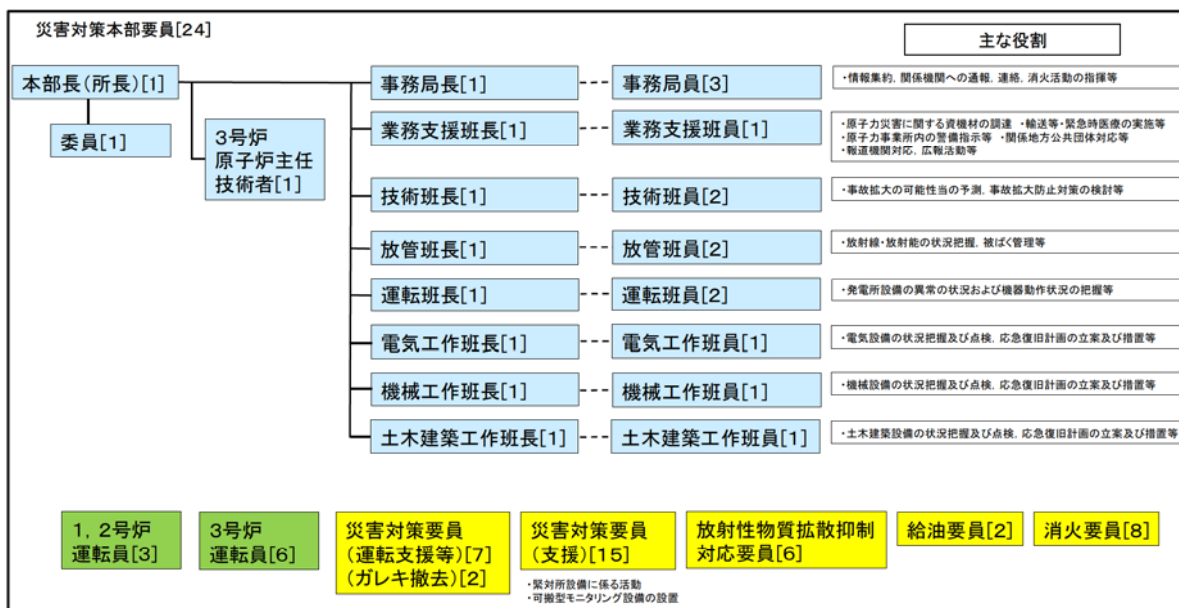 災害対策本部要員[24]
主な役割
本部長(所長)[1]
委員[1]
3号炉
原子炉主任
技術者[1]
事務局長[1]
事務局員[3]
・情報集約, 関係機関への通報, 連絡, 消火活動の指揮等
業務支援班長[1]
業務支援班員[1]
・原子力災害に関する資機材の調達 ・輸送等・緊急時医療の実施等
・原子力事業所内の警備指示等 ・関係地方公共団体対応等
・報道機関対応, 広報活動等
技術班長[1]
技術班員[2]
・事故拡大の可能性当の予測, 事故拡大防止対策の検討等
放管班長[1]
放管班員[2]
・放射線・放射能の状況把握, 被ばく管理等
運転班長[1]
運転班員[2]
・発電所設備の異常の状況および機器動作状況の把握等
電気工作班長[1]
電気工作班員[1]
・電気設備の状況把握及び点検, 応急復旧計画の立案及び措置等
機械工作班長[1]
機械工作班員[1]
・機械設備の状況把握及び点検, 応急復旧計画の立案及び措置等
土木建築工作班長[1]
土木建築工作班員[1]
・土木建築設備の状況把握及び点検, 応急復旧計画の立案及び措置等
1, 2号炉
運転員[3]
3号炉
運転員[6]
災害対策要員
(運転支援等)[7]
(ガレキ撤去)[2]
災害対策要員
(支援)[15]
・緊対所設備に係る活動
・可搬型モニタリング設備の設置
放射性物質拡散抑制
対応要員[6]
給油要員[2]
消火要員[8]